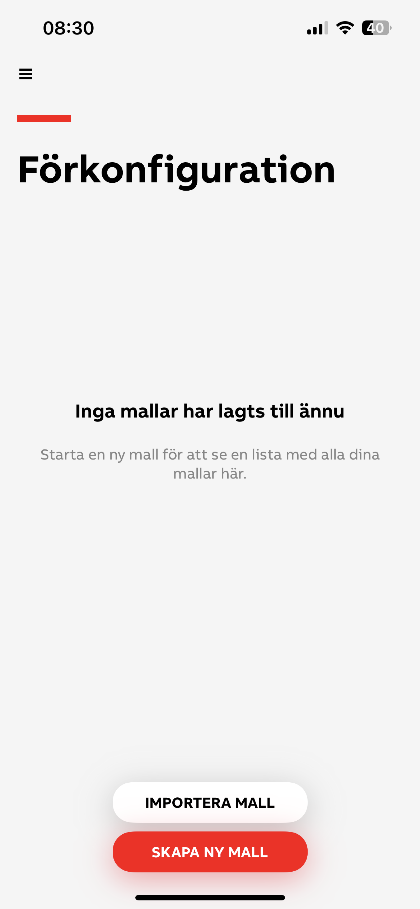 08:30
40
Förkonfiguration
Inga mallar har lagts till ännu
Starta en ny mall för att se en lista med alla dina
mallar här.
IMPORTERA MALL
SKAPA NY MALL